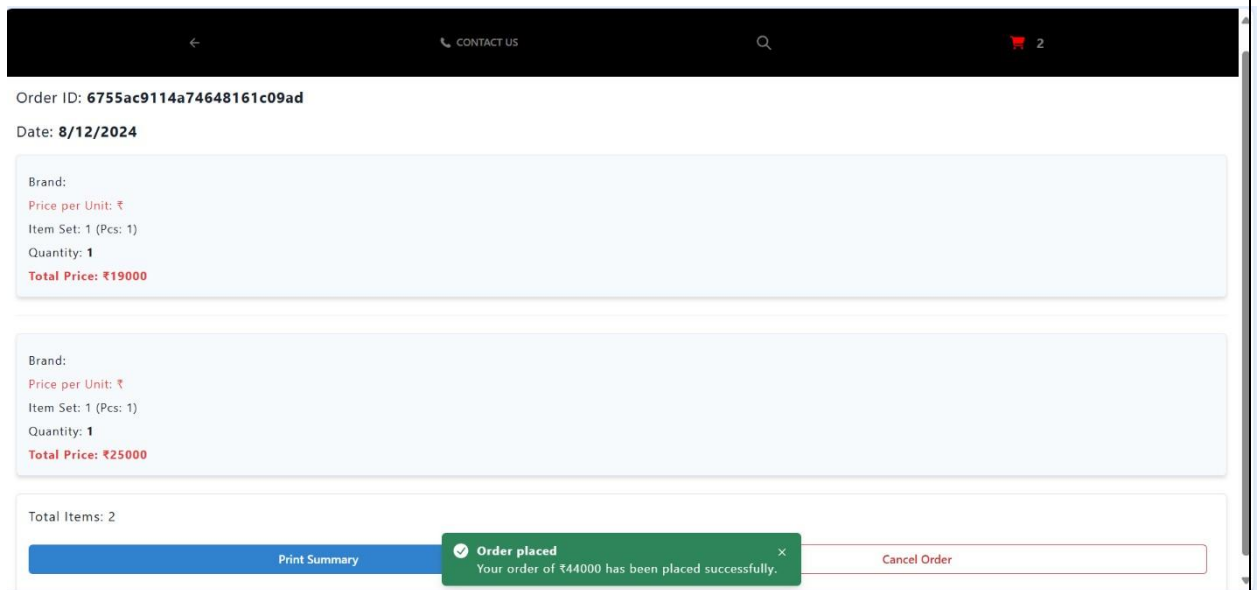 CONTACT US
2
Order ID: 6755ac9114a74648161c09ad
Date: 8/12/2024
Brand:
Price per Unit: ₹
Item Set: 1 (Pcs: 1)
Quantity: 1
Total Price: ₹19000
Brand:
Price per Unit: ₹
Item Set: 1 (Pcs: 1)
Quantity: 1
Total Price: ₹25000
Total Items: 2
Print Summary
Order placed
Your order of ₹44000 has been placed successfully.
Cancel Order